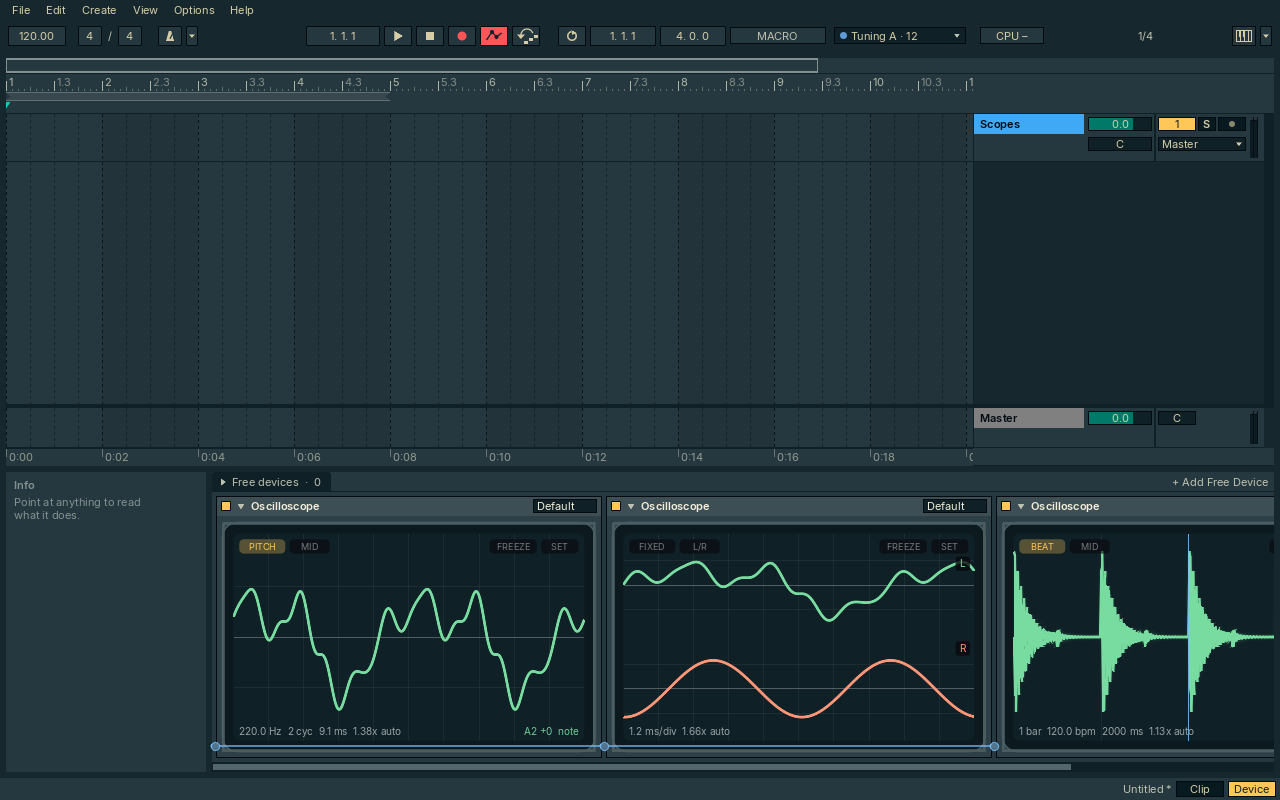 File Edit Create View Options Help
120.00 4 / 4 1. 1. 1 1. 1. 1 4. 0. 0 MACRO Tuning A · 12 CPU – 1/4
1 1.3 2 2.3 3 3.3 4 4.3 5 5.3 6 6.3 7 7.3 8 8.3 9 9.3 10 10.3 1
Scopes 0.0 1 S
C Master
Master 0.0 C
0:00 0:02 0:04 0:06 0:08 0:10 0:12 0:14 0:16 0:18
Info
Point at anything to read
what it does.
Free devices · 0 + Add Free Device
Oscilloscope Default Oscilloscope Default Oscilloscope
PITCH MID FREEZE SET FIXED L/R FREEZE SET BEAT MID
L
R
220.0 Hz 2 cyc 9.1 ms 1.38x auto A2 +0 note 1.2 ms/div 1.66x auto 1 bar 120.0 bpm 2000 ms 1.13x auto
Untitled * Clip Device